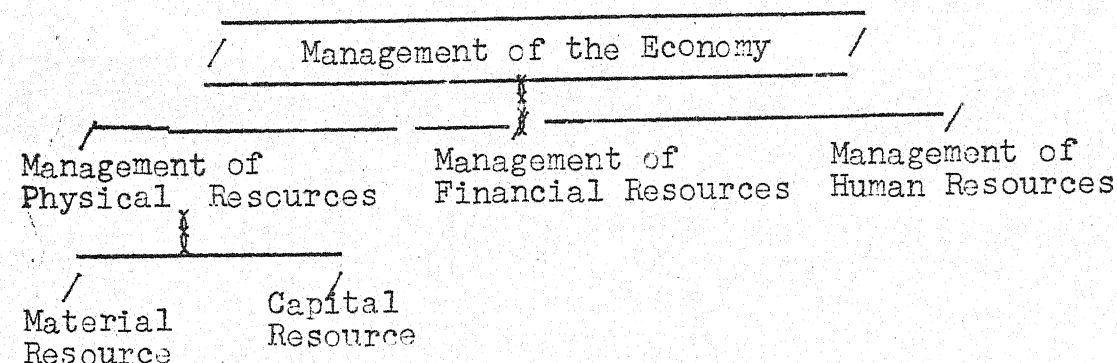 Management of the Economy
Management of
Physical Resources
Management of
Financial Resources
Management of
Human Resources
Material
Resource
Capital
Resource